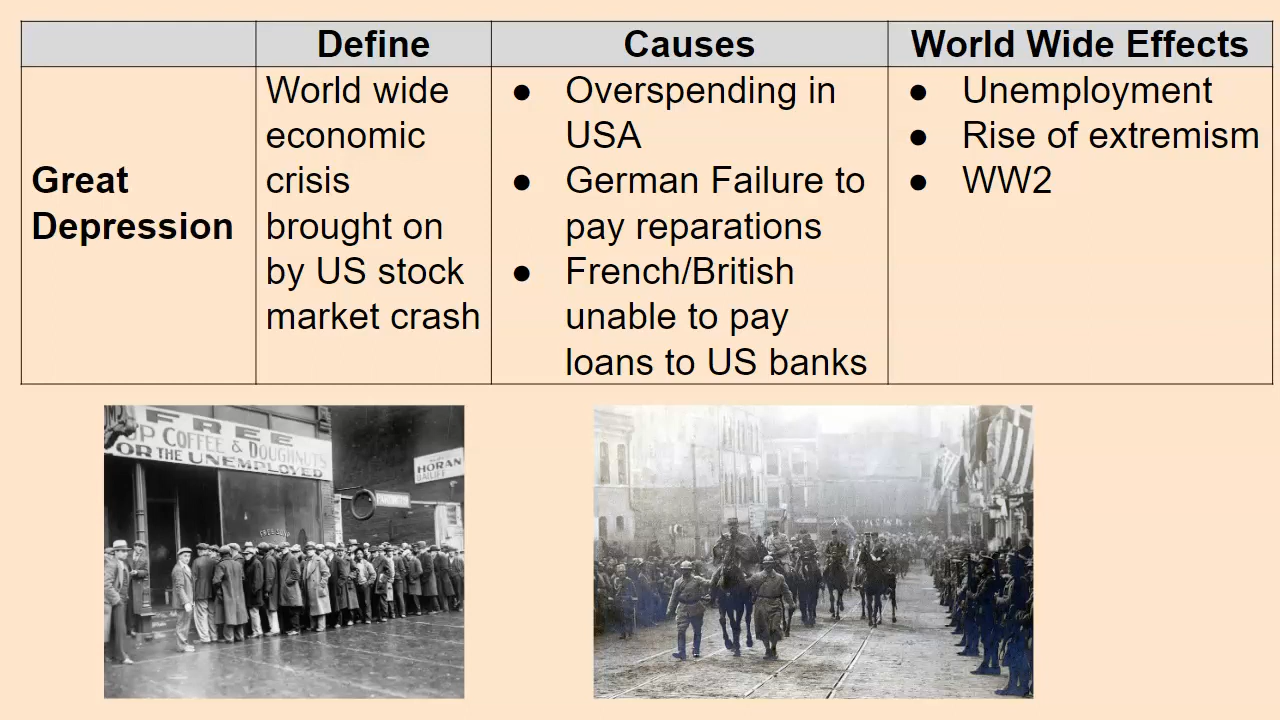 Define
Causes
World Wide Effects
Great
Depression
World wide
economic
crisis
brought on
by US stock
market crash
● Overspending in
USA
● German Failure to
pay reparations
● French/British
unable to pay
loans to US banks
● Unemployment
● Rise of extremism
● WW2
FREE
UP COFFEE & DOUGHNUTS
OR THE UNEMPLOYED
HORAN